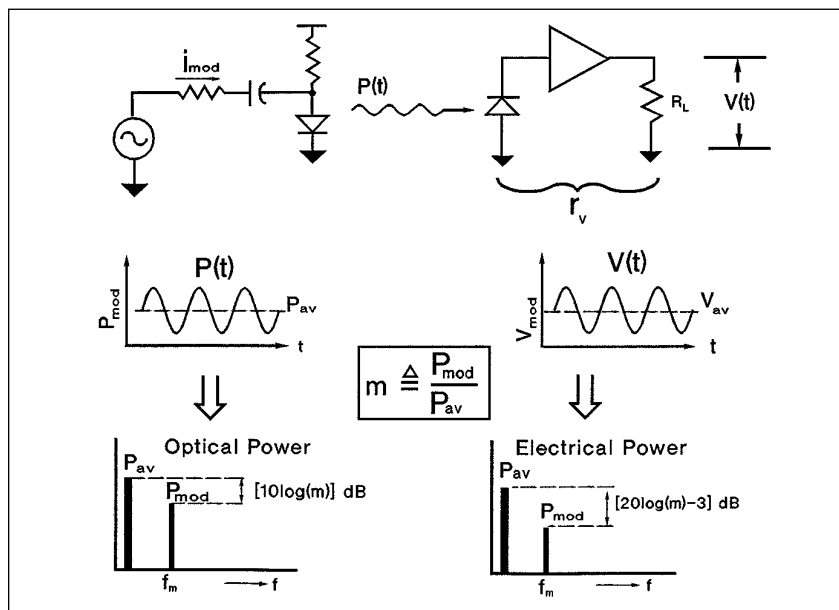 i_mod
P(t)
R_L
V(t)
r_v
P(t)
P_mod
P_av
t
V(t)
V_mod
V_av
t
m ≜ P_mod / P_av
Optical Power
P_av
P_mod
[10log(m)] dB
f_m
f
Electrical Power
P_av
P_mod
[20log(m)-3] dB
f_m
f